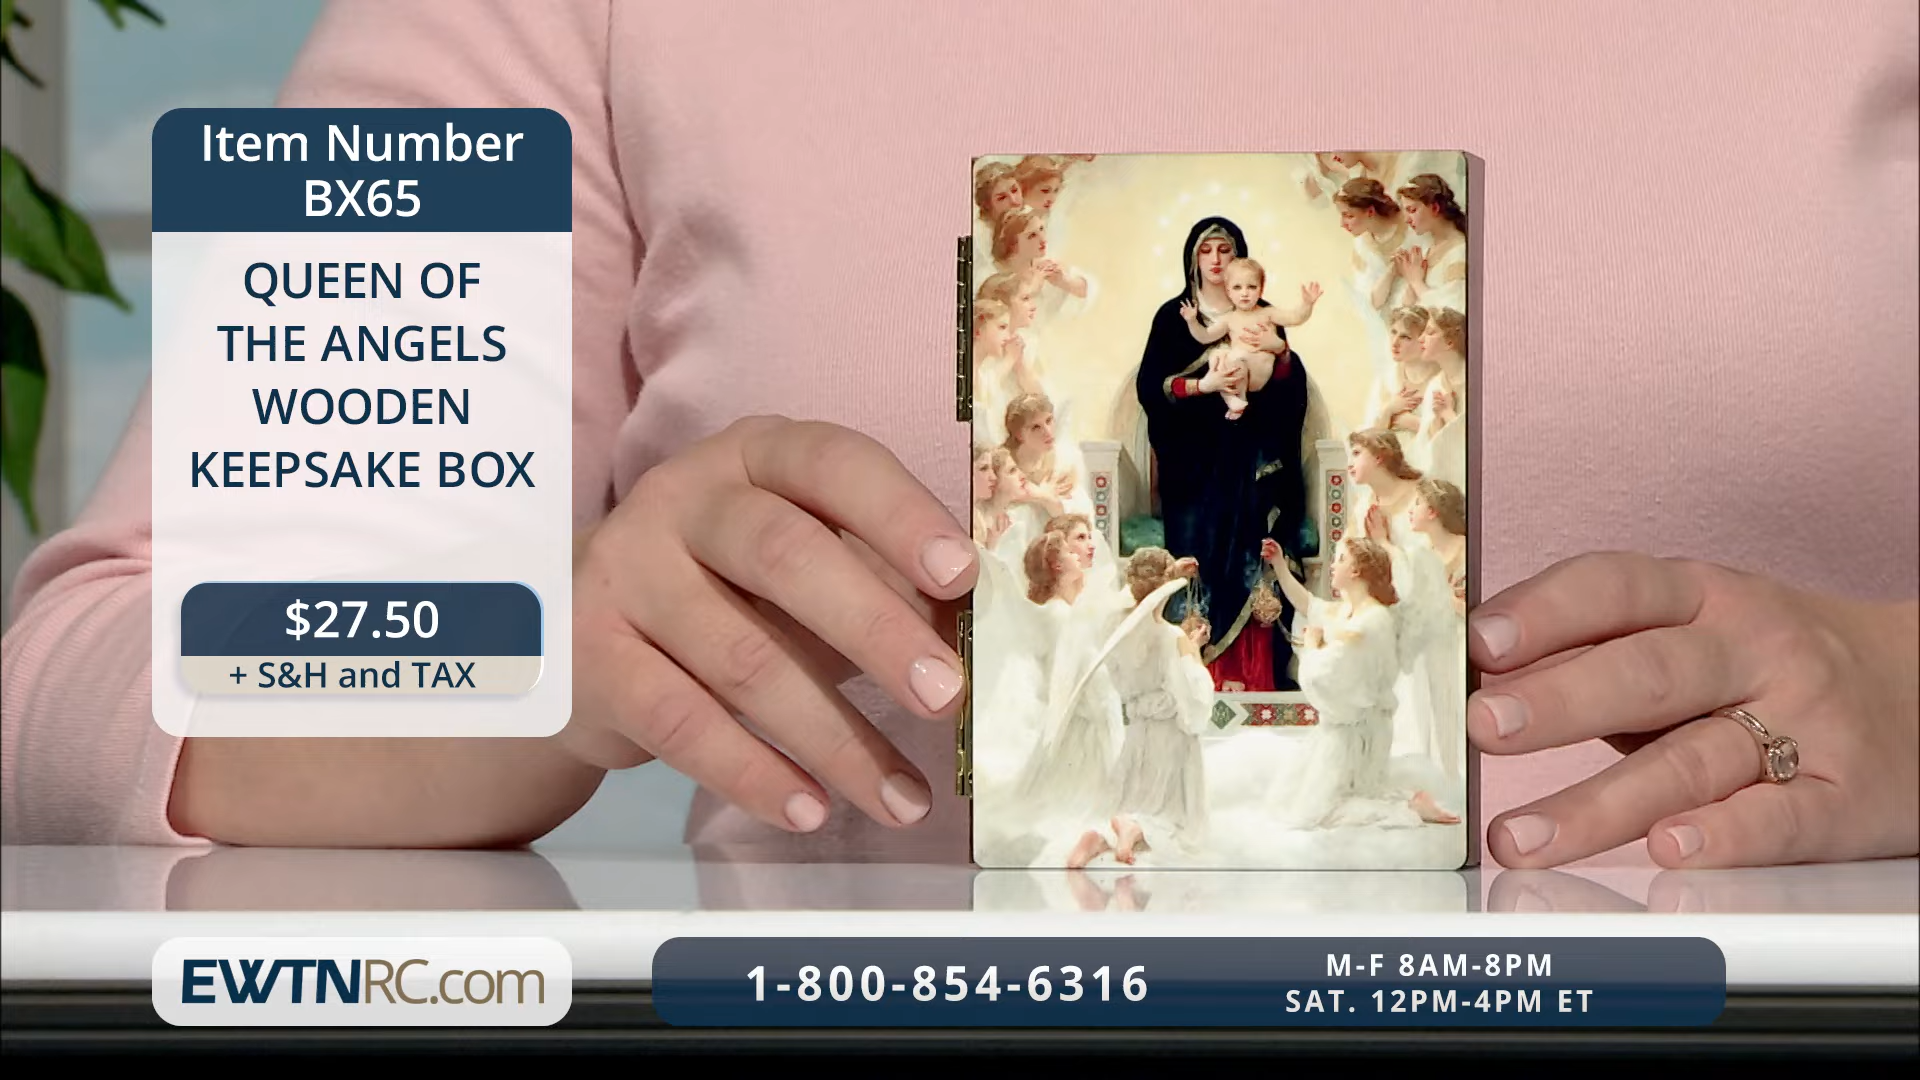 Item Number
BX65
QUEEN OF
THE ANGELS
WOODEN
KEEPSAKE BOX
$27.50
+ S&H and TAX
EWTNRC.com
1-800-854-6316
M-F 8AM-8PM
SAT. 12PM-4PM ET